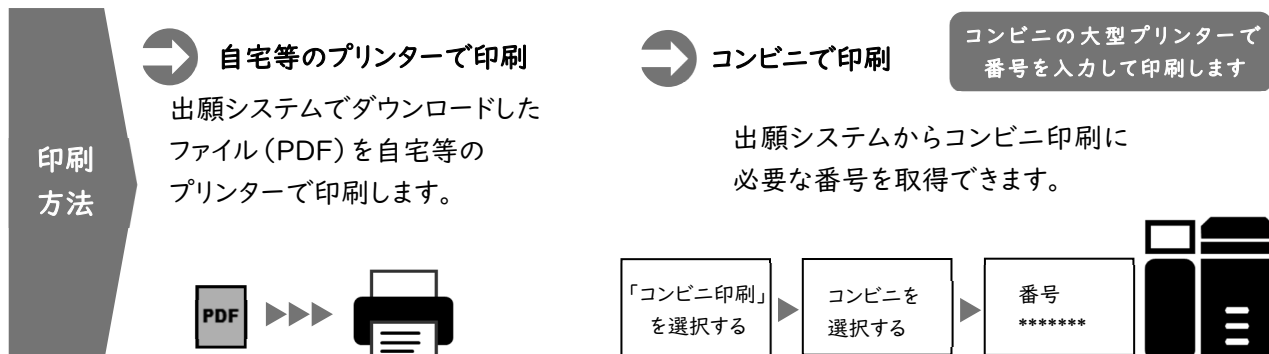 印刷
方法
自宅等のプリンターで印刷
出願システムでダウンロードした
ファイル(PDF)を自宅等の
プリンターで印刷します。
PDF
コンビニで印刷
コンビニの大型プリンターで
番号を入力して印刷します
出願システムからコンビニ印刷に
必要な番号を取得できます。
「コンビニ印刷」
を選択する
コンビニを
選択する
番号
*******